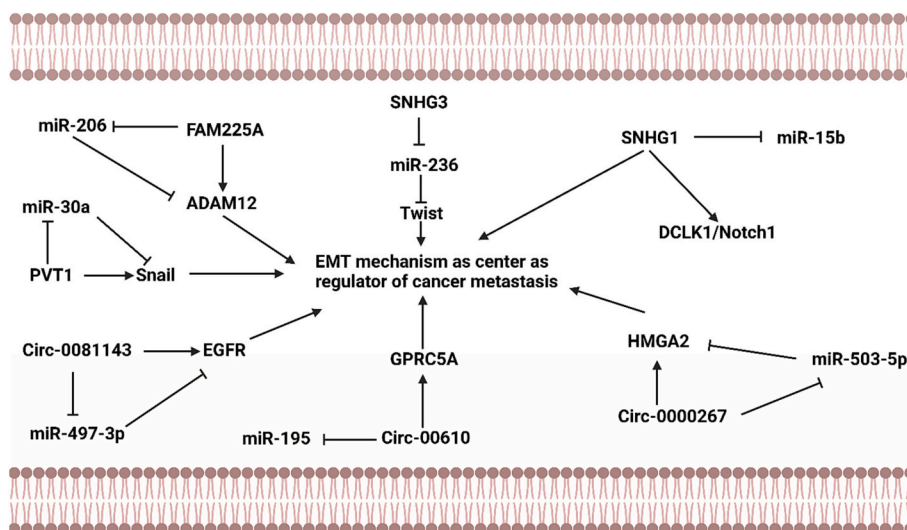 SNHG3
miR-206
FAM225A
SNHG1
miR-15b
miR-236
miR-30a
ADAM12
Twist
DCLK1/Notch1
PVT1
Snail
EMT mechanism as center as
regulator of cancer metastasis
Circ-0081143
EGFR
GPRC5A
HMGA2
miR-503-5p
miR-497-3p
miR-195
Circ-00610
Circ-0000267